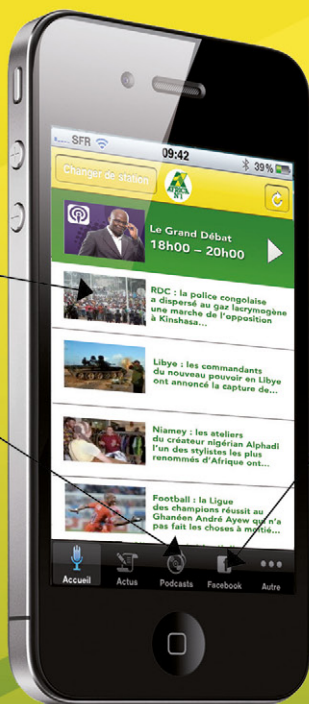 SFR
09:42
39%
Changer de station
AFRICA
N°1
Le Grand Débat
18h00 – 20h00
RDC : la police congolaise
a dispersé au gaz lacrymogène
une marche de l'opposition
à Kinshasa...
Libye : les commandants
du nouveau pouvoir en Libye
ont annoncé la capture de...
Niamey : les ateliers
du créateur nigérian Alphadi
l'un des stylistes les plus
renommés d'Afrique ont...
Football : la Ligue
des champions réussit au
Ghanéen André Ayew qui n'a
pas fait les choses à moitié...
Accueil
Actus
Podcasts
Facebook
Autre